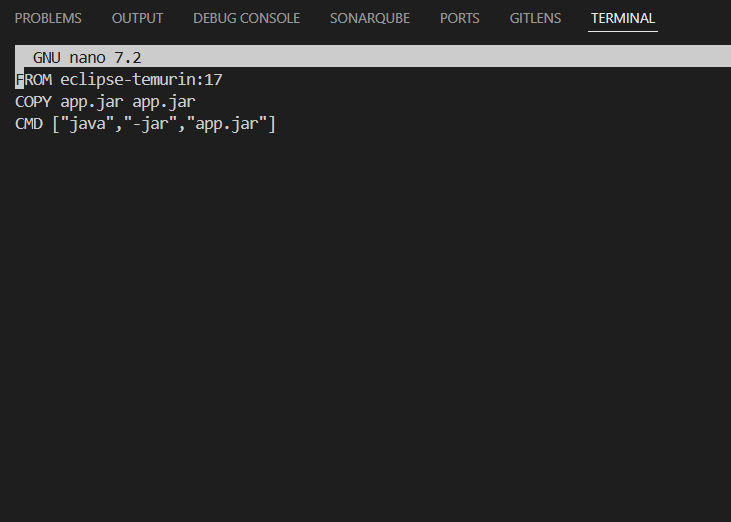 PROBLEMS OUTPUT DEBUG CONSOLE SONARQUBE PORTS GITLENS TERMINAL
GNU nano 7.2
FROM eclipse-temurin:17
COPY app.jar app.jar
CMD ["java","-jar","app.jar"]